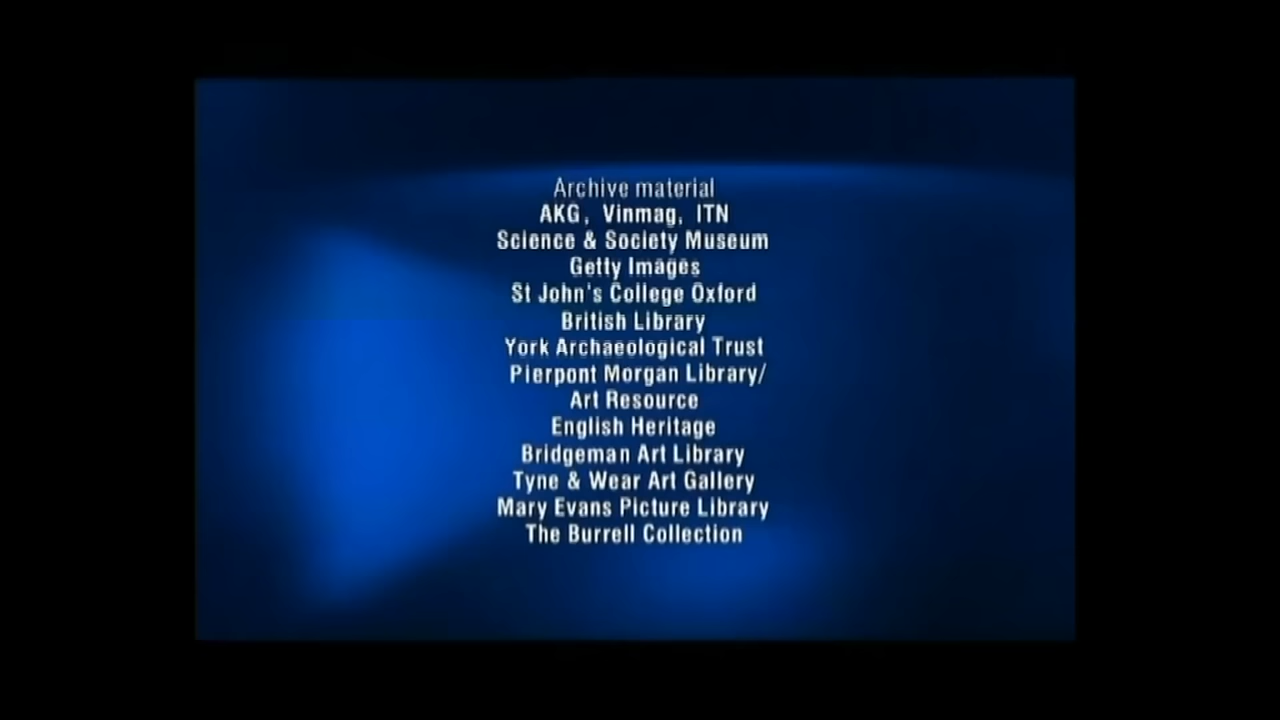 Archive material
AKG, Vinmag, ITN
Science & Society Museum
Getty Images
St John's College Oxford
British Library
York Archaeological Trust
Pierpont Morgan Library/
Art Resource
English Heritage
Bridgeman Art Library
Tyne & Wear Art Gallery
Mary Evans Picture Library
The Burrell Collection